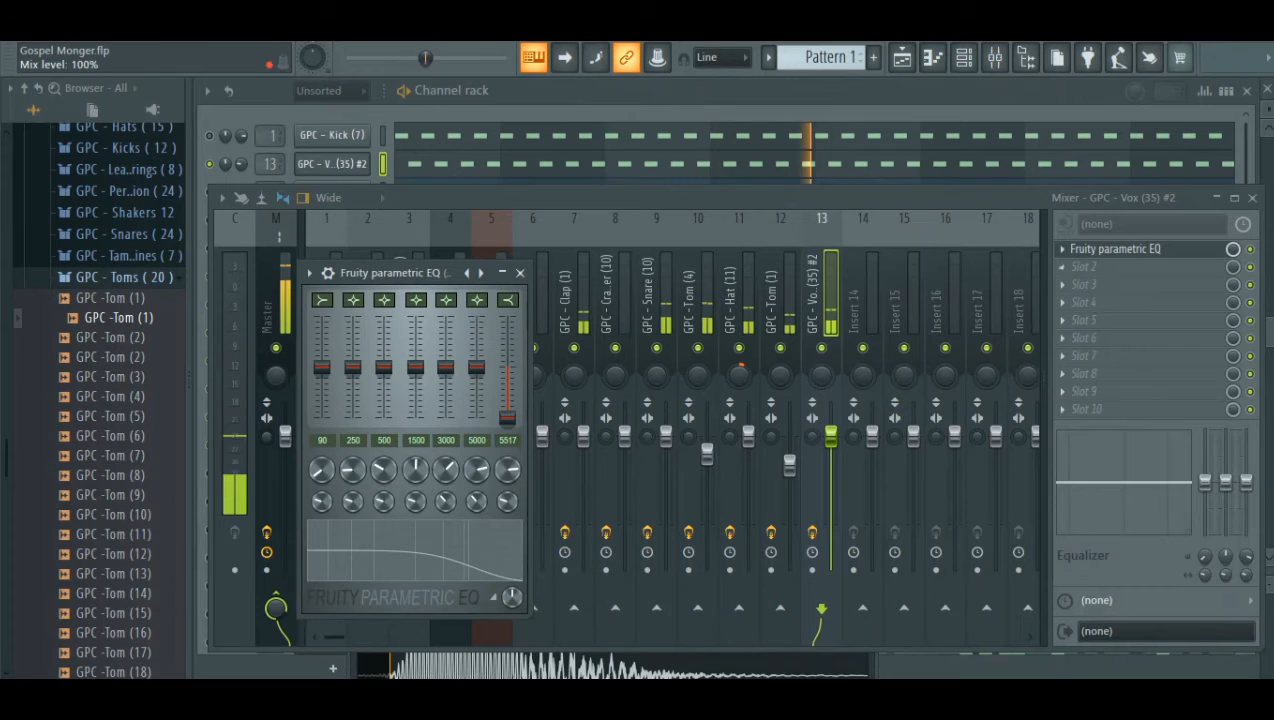 Gospel Monger.flp
Mix level: 100%
Line
Pattern 1
Browser - All
Unsorted
Channel rack
GPC - Hats ( 15 )
GPC - Kicks ( 12 )
GPC - Lea..rings ( 8 )
GPC - Per..ion ( 24 )
GPC - Shakers 12
GPC - Snares ( 24 )
GPC - Tam..ines ( 7 )
GPC - Toms ( 20 )
GPC -Tom (1)
GPC -Tom (1)
GPC -Tom (2)
GPC -Tom (2)
GPC -Tom (3)
GPC -Tom (4)
GPC -Tom (5)
GPC -Tom (6)
GPC -Tom (7)
GPC -Tom (8)
GPC -Tom (9)
GPC -Tom (10)
GPC -Tom (11)
GPC -Tom (12)
GPC -Tom (13)
GPC -Tom (14)
GPC -Tom (15)
GPC -Tom (16)
GPC -Tom (17)
GPC -Tom (18)
1 GPC - Kick (7)
13 GPC - V..(35) #2
Wide
Mixer - GPC - Vox (35) #2
C M 1 2 3 4 5 6 7 8 9 10 11 12 13 14 15 16 17 18
Master
GPC - Clap (1)
GPC - Cra..er (10)
GPC - Snare (10)
GPC -Tom (4)
GPC - Hat (11)
GPC -Tom (1)
GPC - Vo.. (35) #2
Insert 14
Insert 15
Insert 16
Insert 17
Insert 18
Fruity parametric EQ (..
90 250 500 1500 3000 5000 5517
FRUITY PARAMETRIC EQ
(none)
Fruity parametric EQ
Slot 2
Slot 3
Slot 4
Slot 5
Slot 6
Slot 7
Slot 8
Slot 9
Slot 10
Equalizer
(none)
(none)